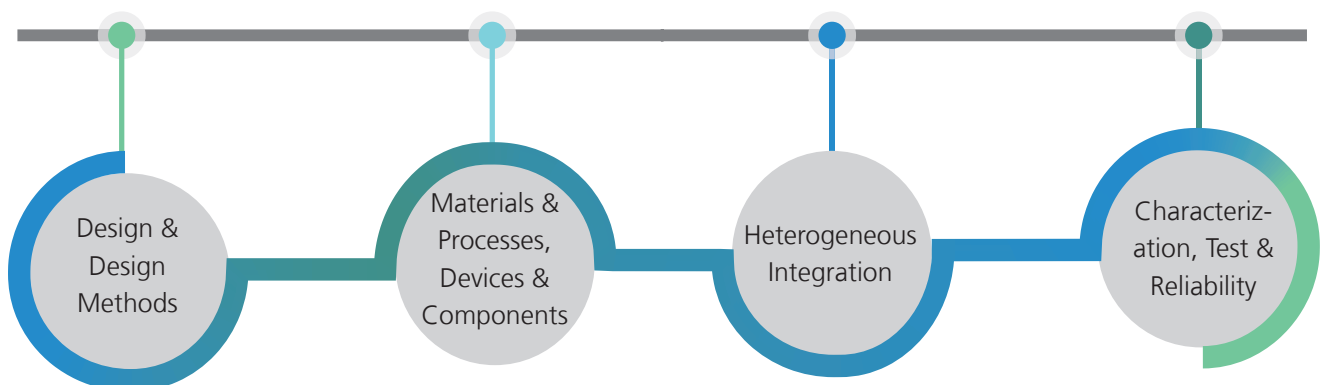 Design &
Design
Methods
Materials &
Processes,
Devices &
Components
Heterogeneous
Integration
Characteriz-
ation, Test &
Reliability